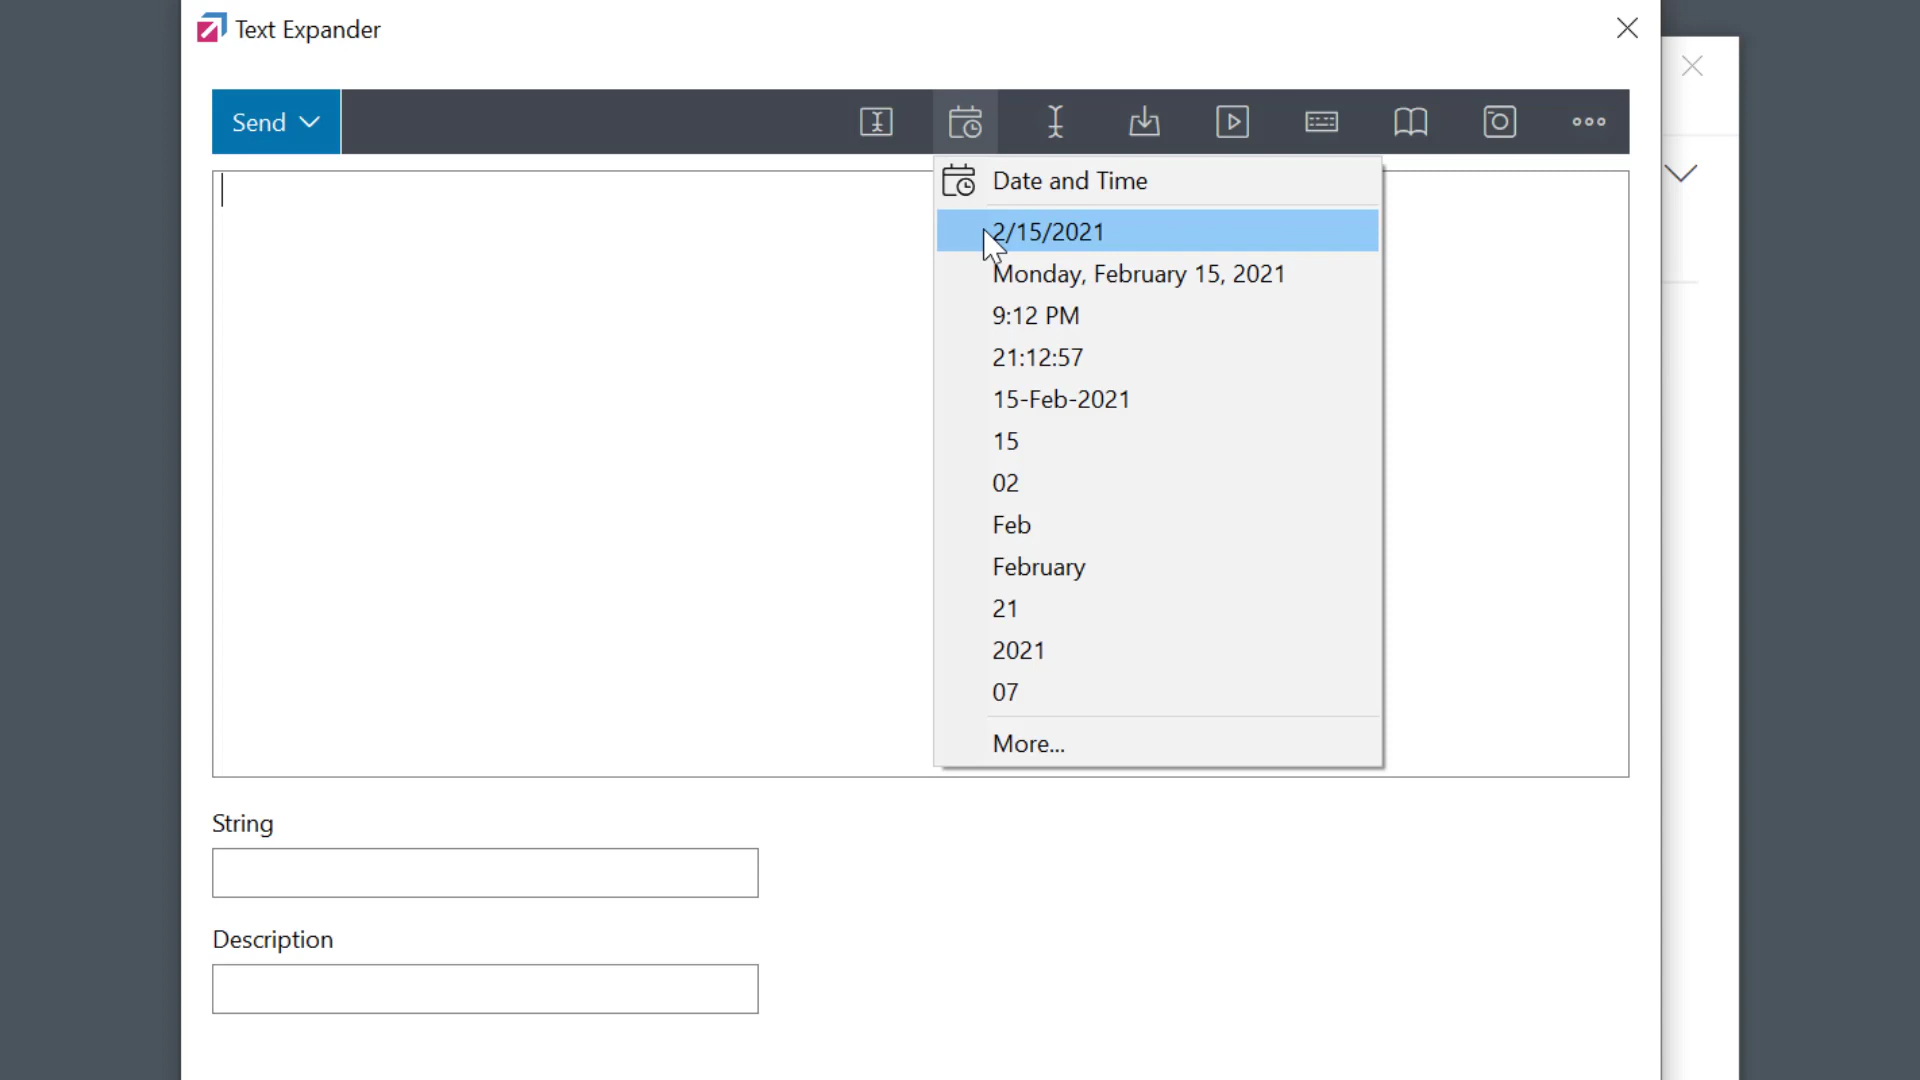 Text Expander
Send
Date and Time
2/15/2021
Monday, February 15, 2021
9:12 PM
21:12:57
15-Feb-2021
15
02
Feb
February
21
2021
07
More...
String
Description